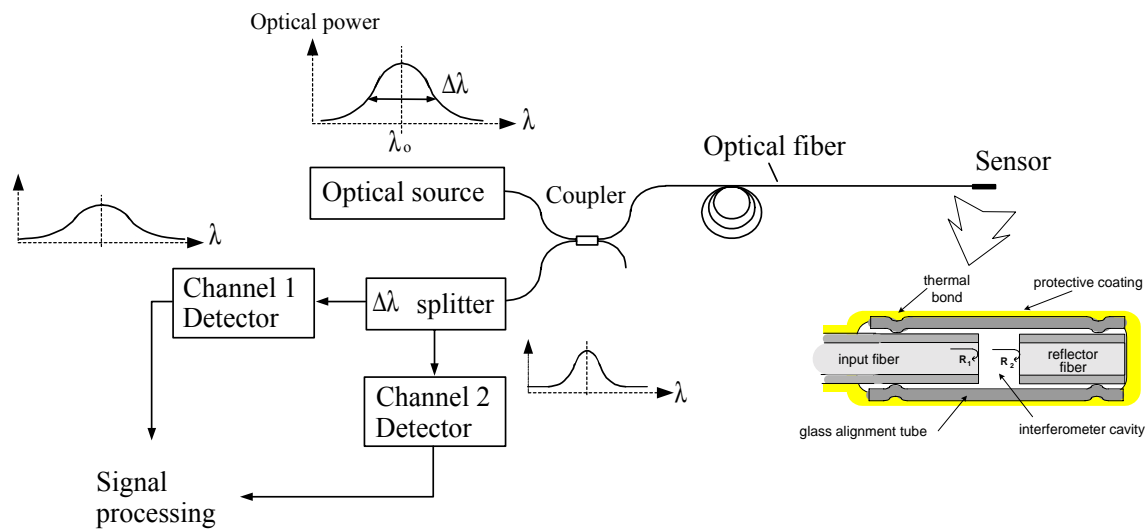 Optical power
Δλ
λ
λo
Optical source
Coupler
Optical fiber
Sensor
λ
Channel 1
Detector
Δλ splitter
Channel 2
Detector
λ
Signal
processing
thermal
bond
protective coating
input fiber
R1
R2
reflector
fiber
glass alignment tube
interferometer cavity